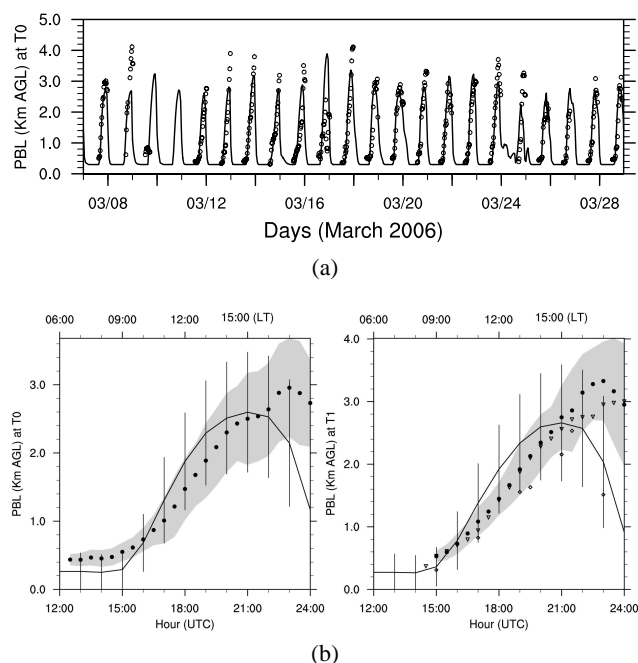 5.0
4.0
3.0
2.0
1.0
0.0
PBL (Km AGL) at T0
03/08 03/12 03/16 03/20 03/24 03/28
Days (March 2006)
(a)
06:00 09:00 12:00 15:00 (LT)
3.0
2.0
1.0
0.0
PBL (Km AGL) at T0
12:00 15:00 18:00 21:00 24:00
Hour (UTC)
06:00 09:00 12:00 15:00 (LT)
4.0
3.0
2.0
1.0
0.0
PBL (Km AGL) at T1
12:00 15:00 18:00 21:00 24:00
Hour (UTC)
(b)